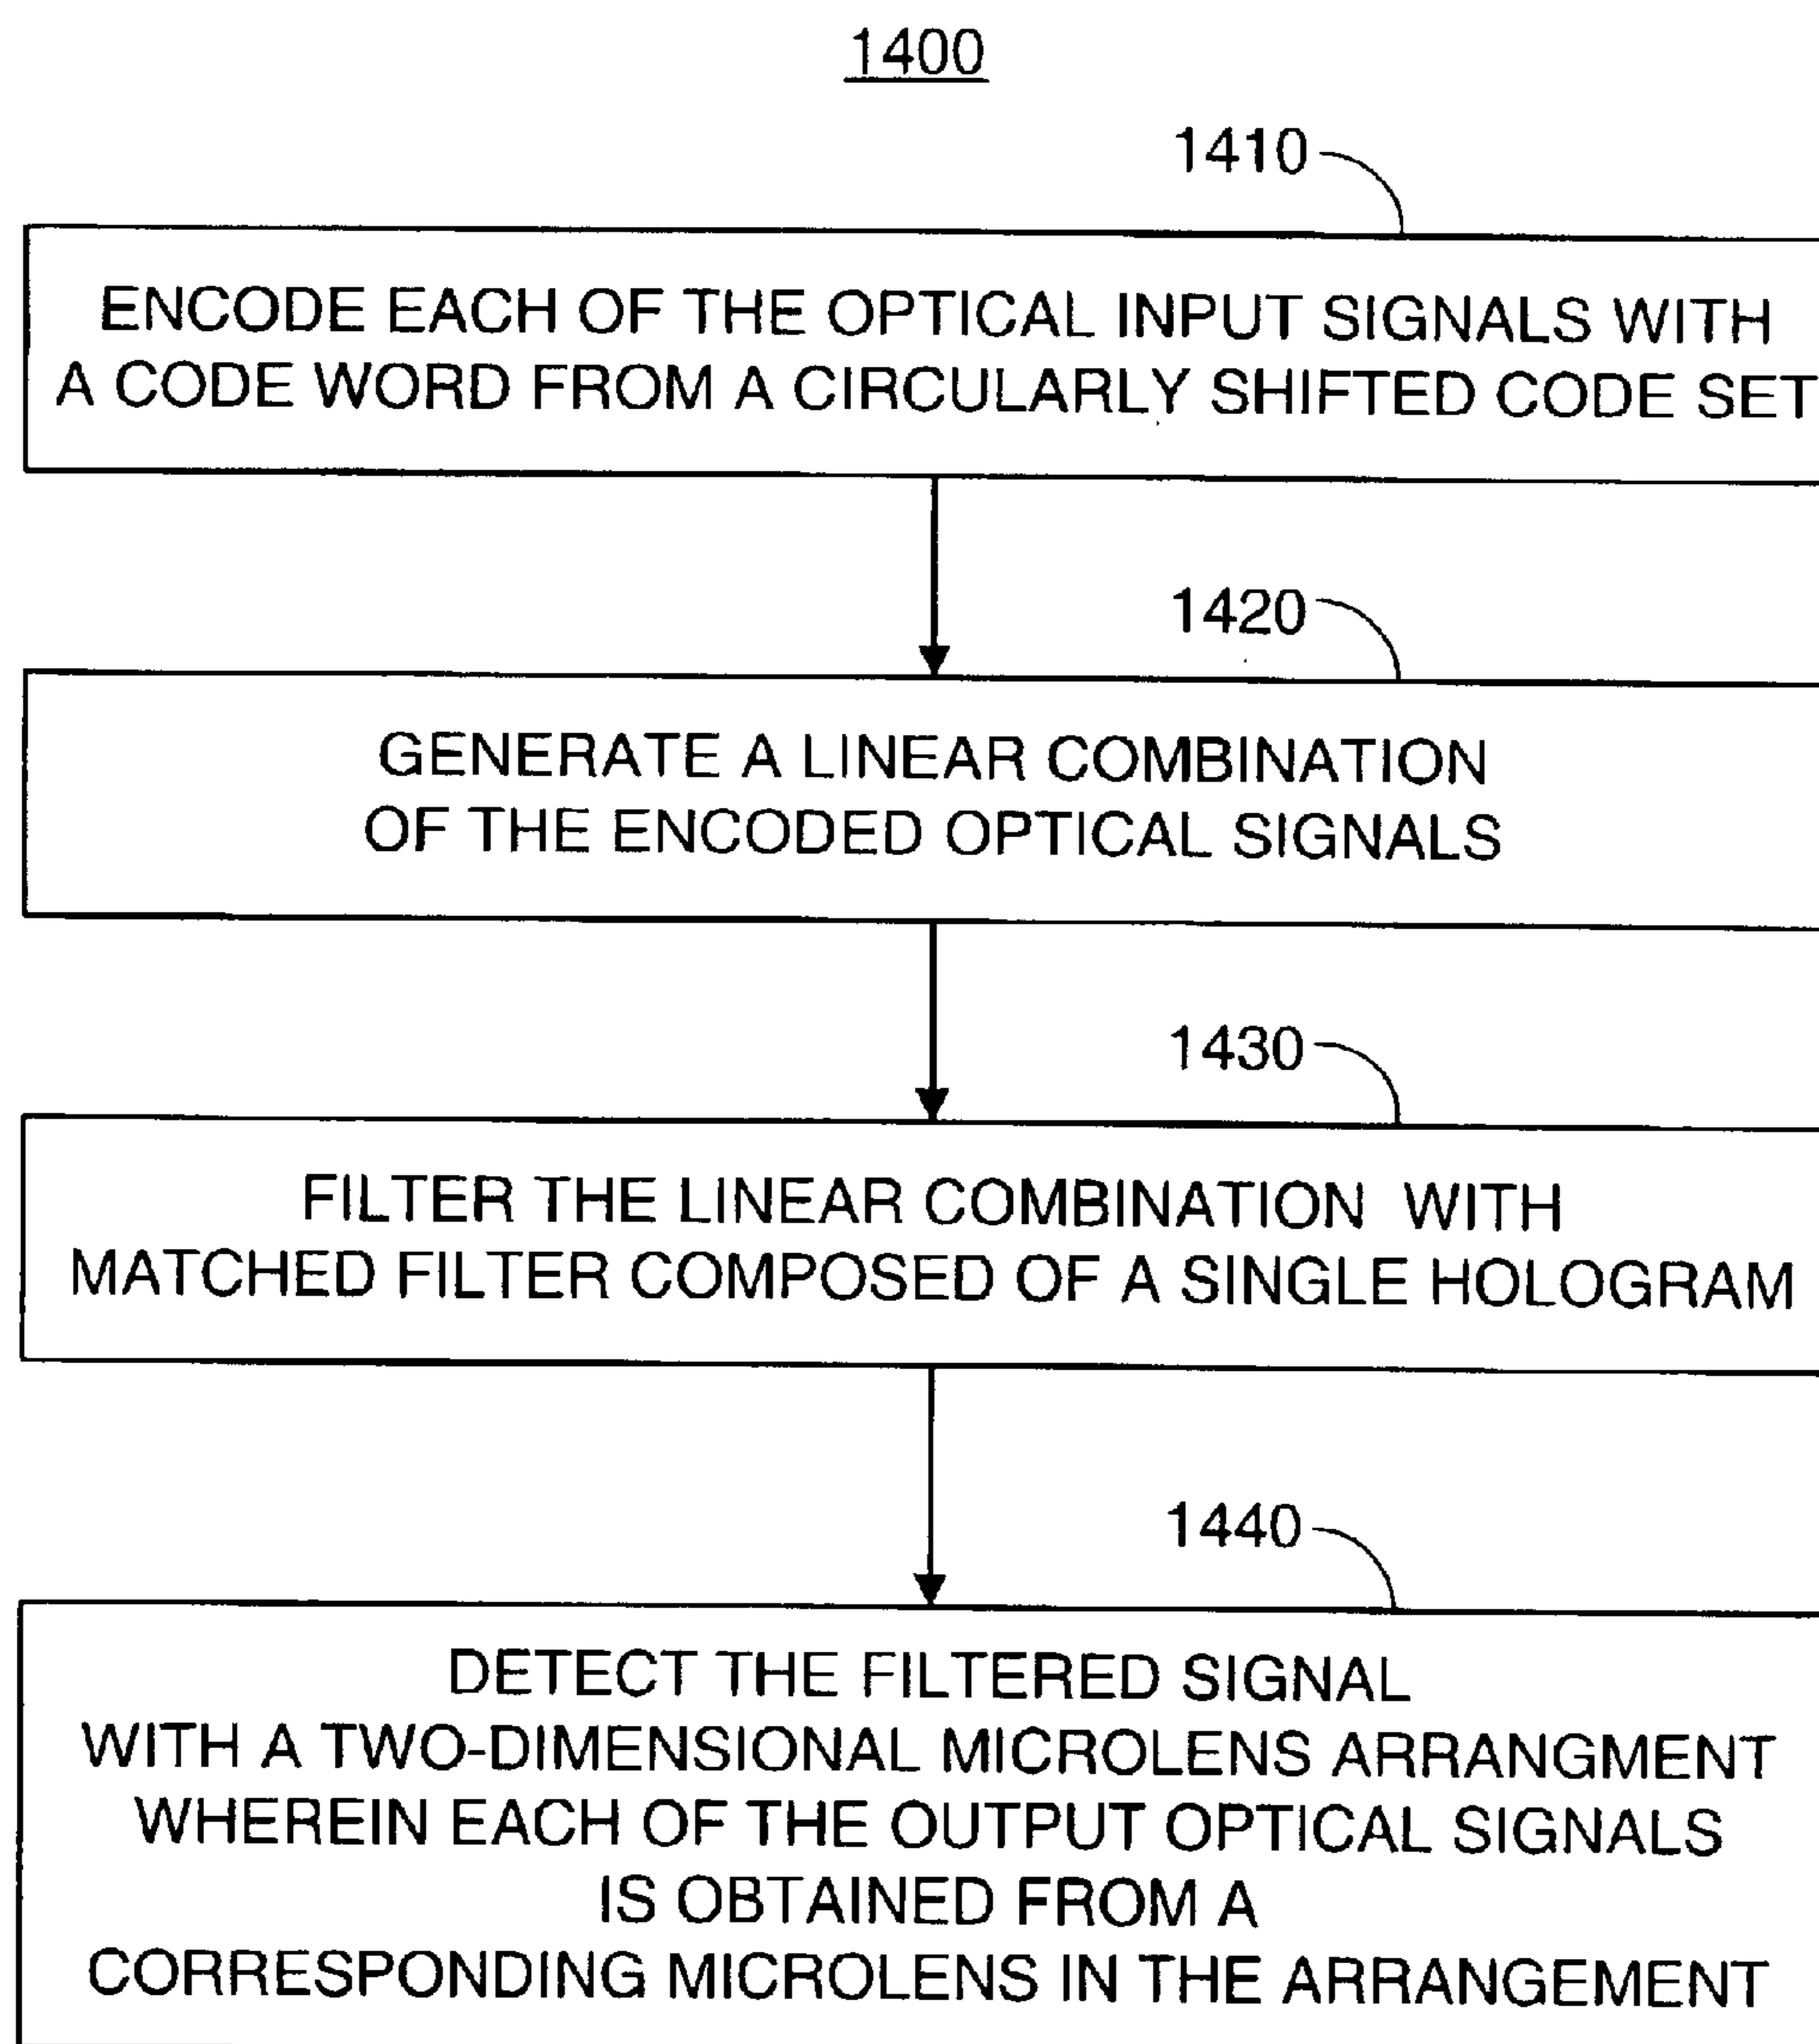 1400
1410
ENCODE EACH OF THE OPTICAL INPUT SIGNALS WITH
A CODE WORD FROM A CIRCULARLY SHIFTED CODE SET
1420
GENERATE A LINEAR COMBINATION
OF THE ENCODED OPTICAL SIGNALS
1430
FILTER THE LINEAR COMBINATION WITH
MATCHED FILTER COMPOSED OF A SINGLE HOLOGRAM
1440
DETECT THE FILTERED SIGNAL
WITH A TWO-DIMENSIONAL MICROLENS ARRANGMENT
WHEREIN EACH OF THE OUTPUT OPTICAL SIGNALS
IS OBTAINED FROM A
CORRESPONDING MICROLENS IN THE ARRANGEMENT